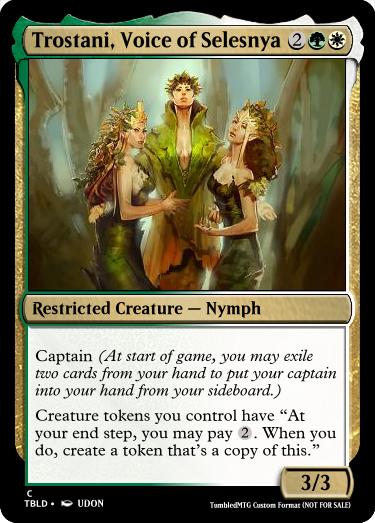 Trostani, Voice of Selesnya 2
Restricted Creature — Nymph
Captain (At start of game, you may exile
two cards from your hand to put your captain
into your hand from your sideboard.)
Creature tokens you control have “At
your end step, you may pay 2. When you
do, create a token that’s a copy of this.”
3/3
C
TBLD • UDON
TumbledMTG Custom Format (NOT FOR SALE)